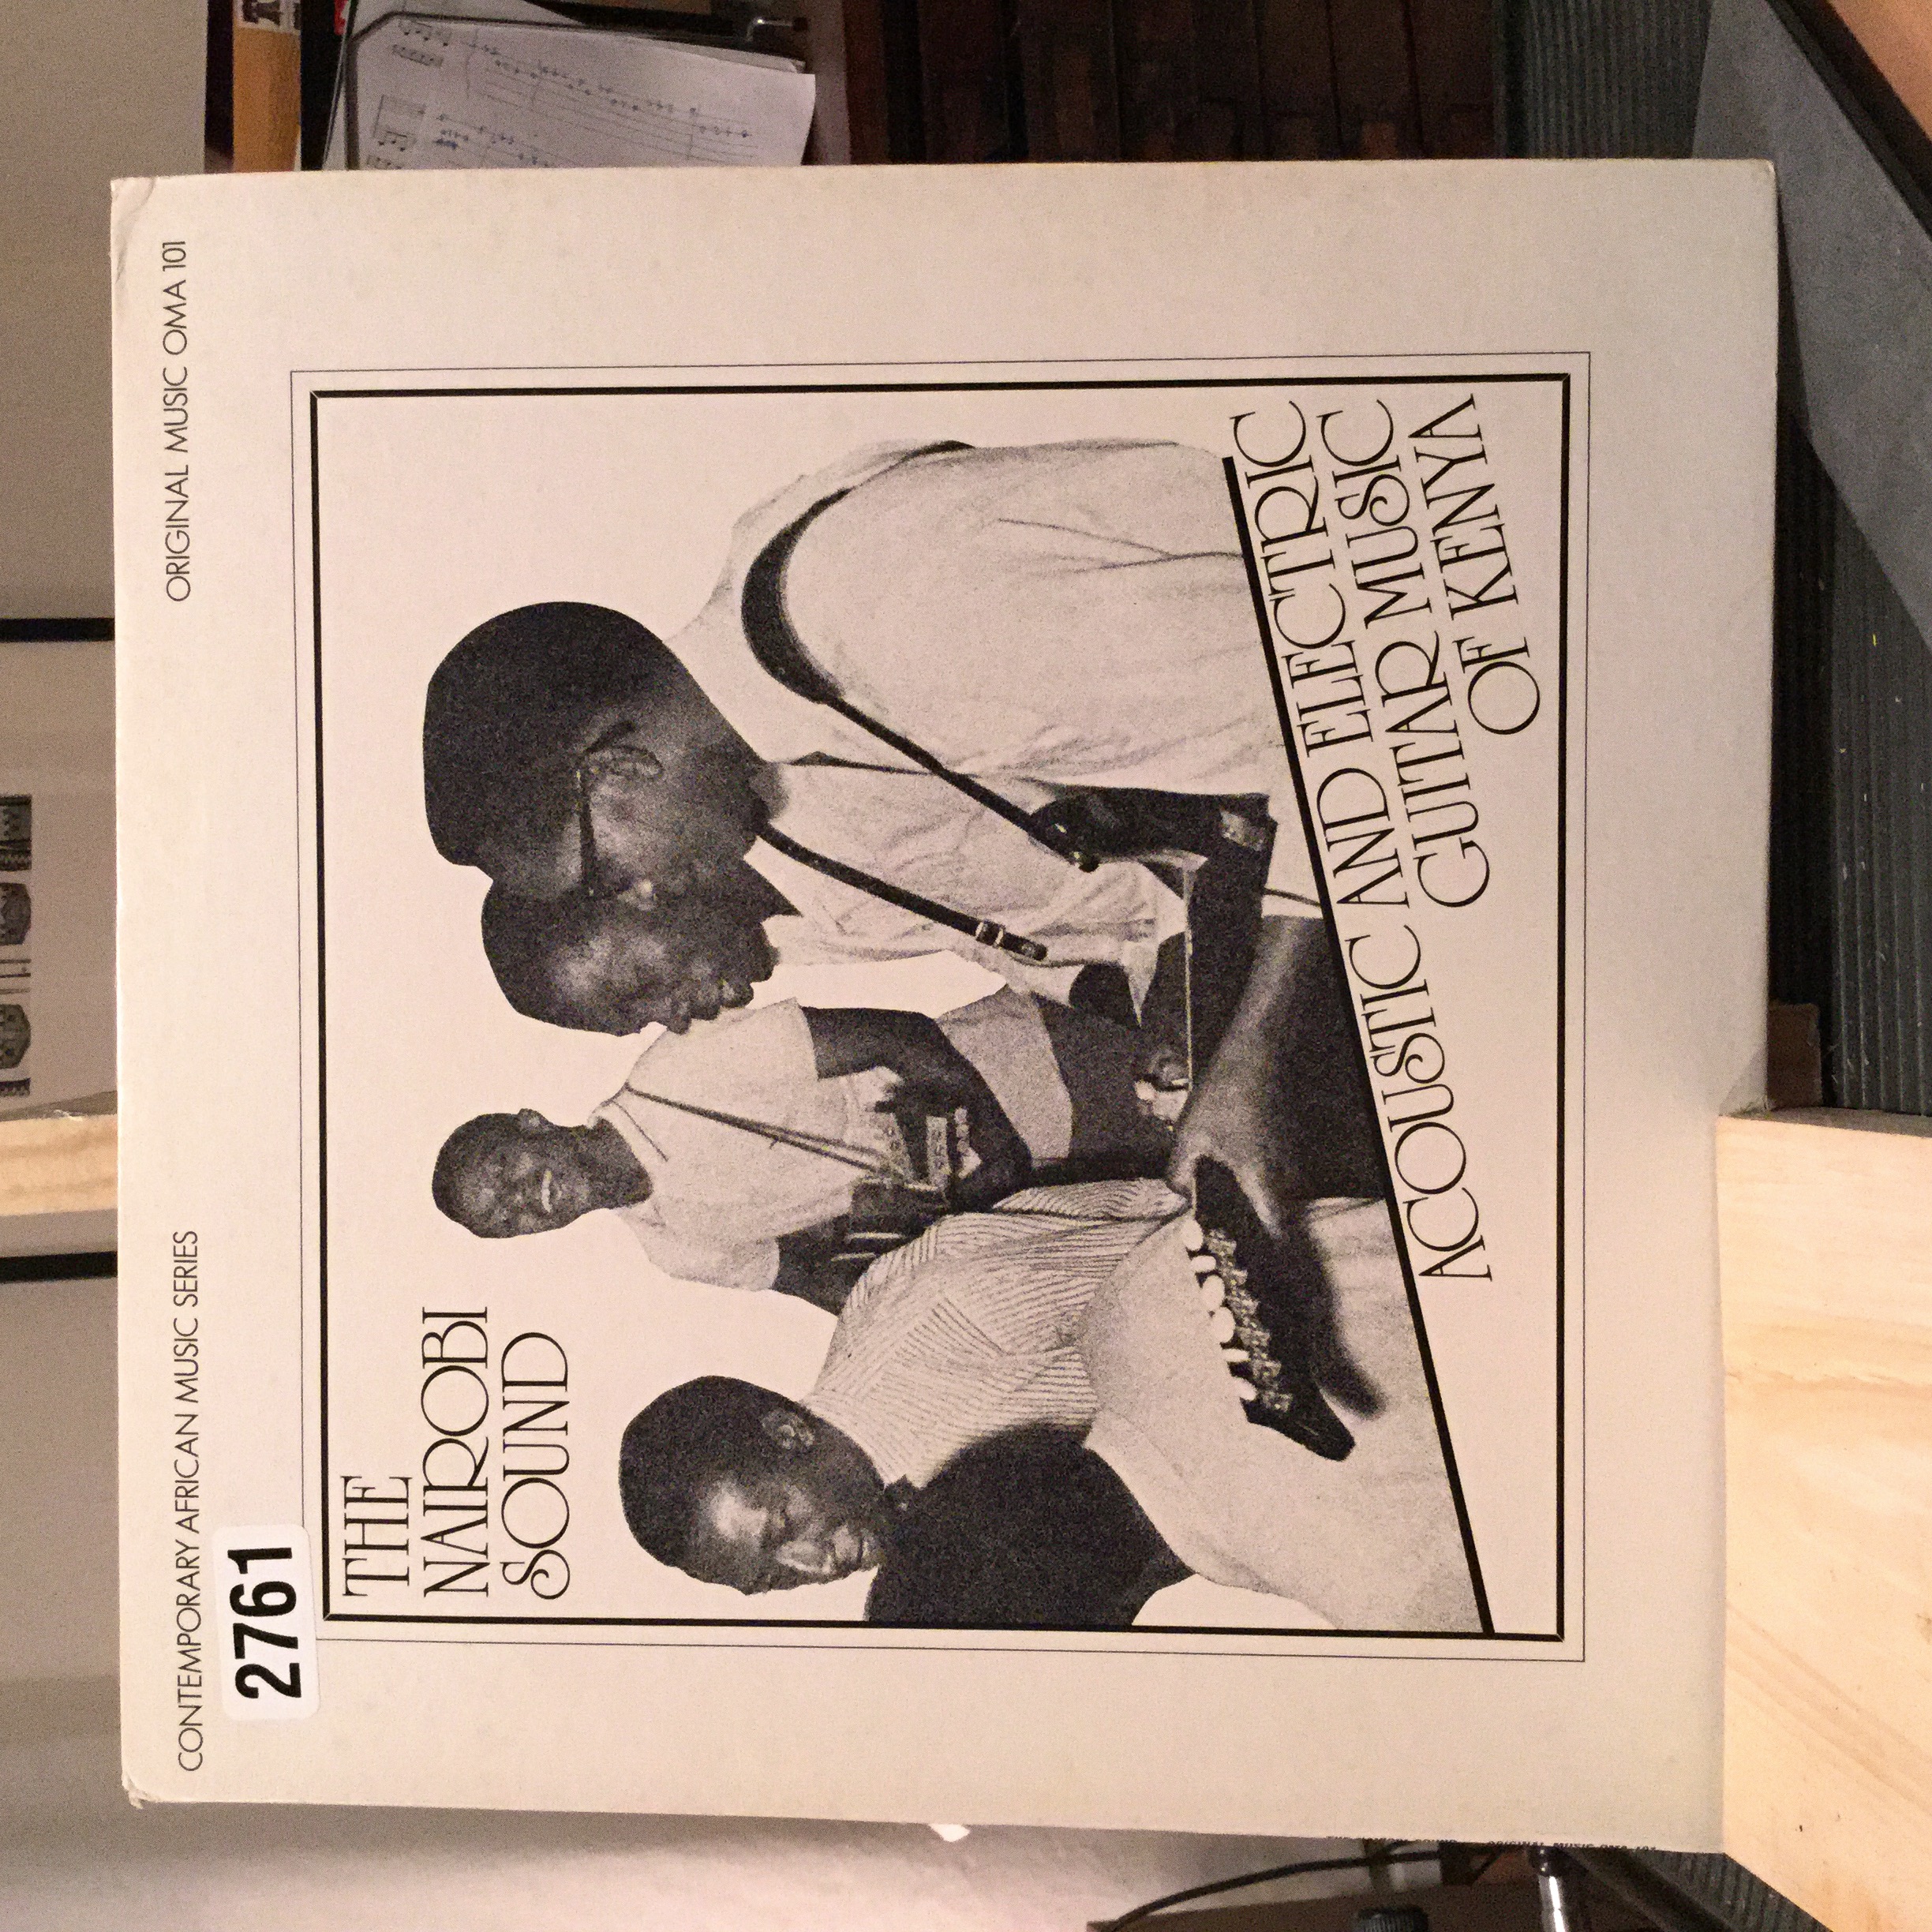 CONTEMPORARY AFRICAN MUSIC SERIES
ORIGINAL MUSIC OMA 101
2761
THE
NAIROBI
SOUND
ACOUSTIC AND ELECTRIC
GUITAR MUSIC
OF KENYA